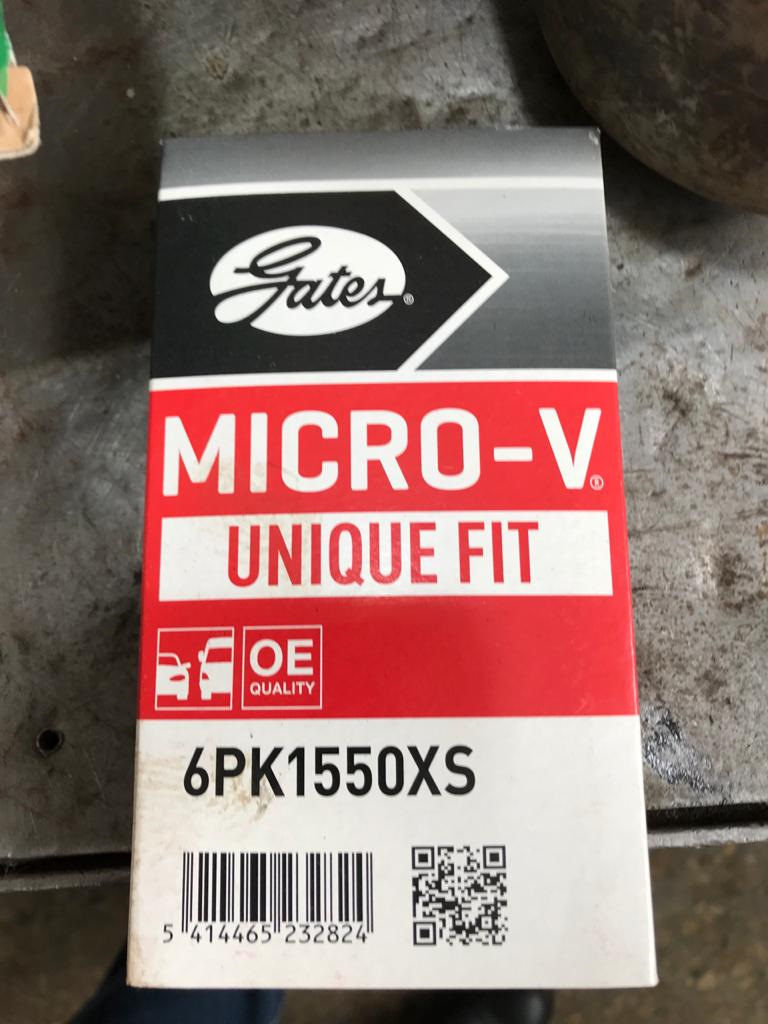 Gates®
MICRO-V®
UNIQUE FIT
OE
QUALITY
6PK1550XS
5 414465 232824